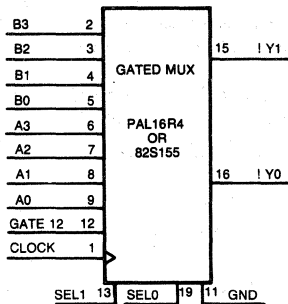 B3 2
B2 3
B1 4
B0 5
A3 6
A2 7
A1 8
A0 9
GATE 12 12
CLOCK 1
GATED MUX
PAL16R4
OR
82S155
15 ! Y1
16 ! Y0
SEL1 13 SEL0 19 11 GND